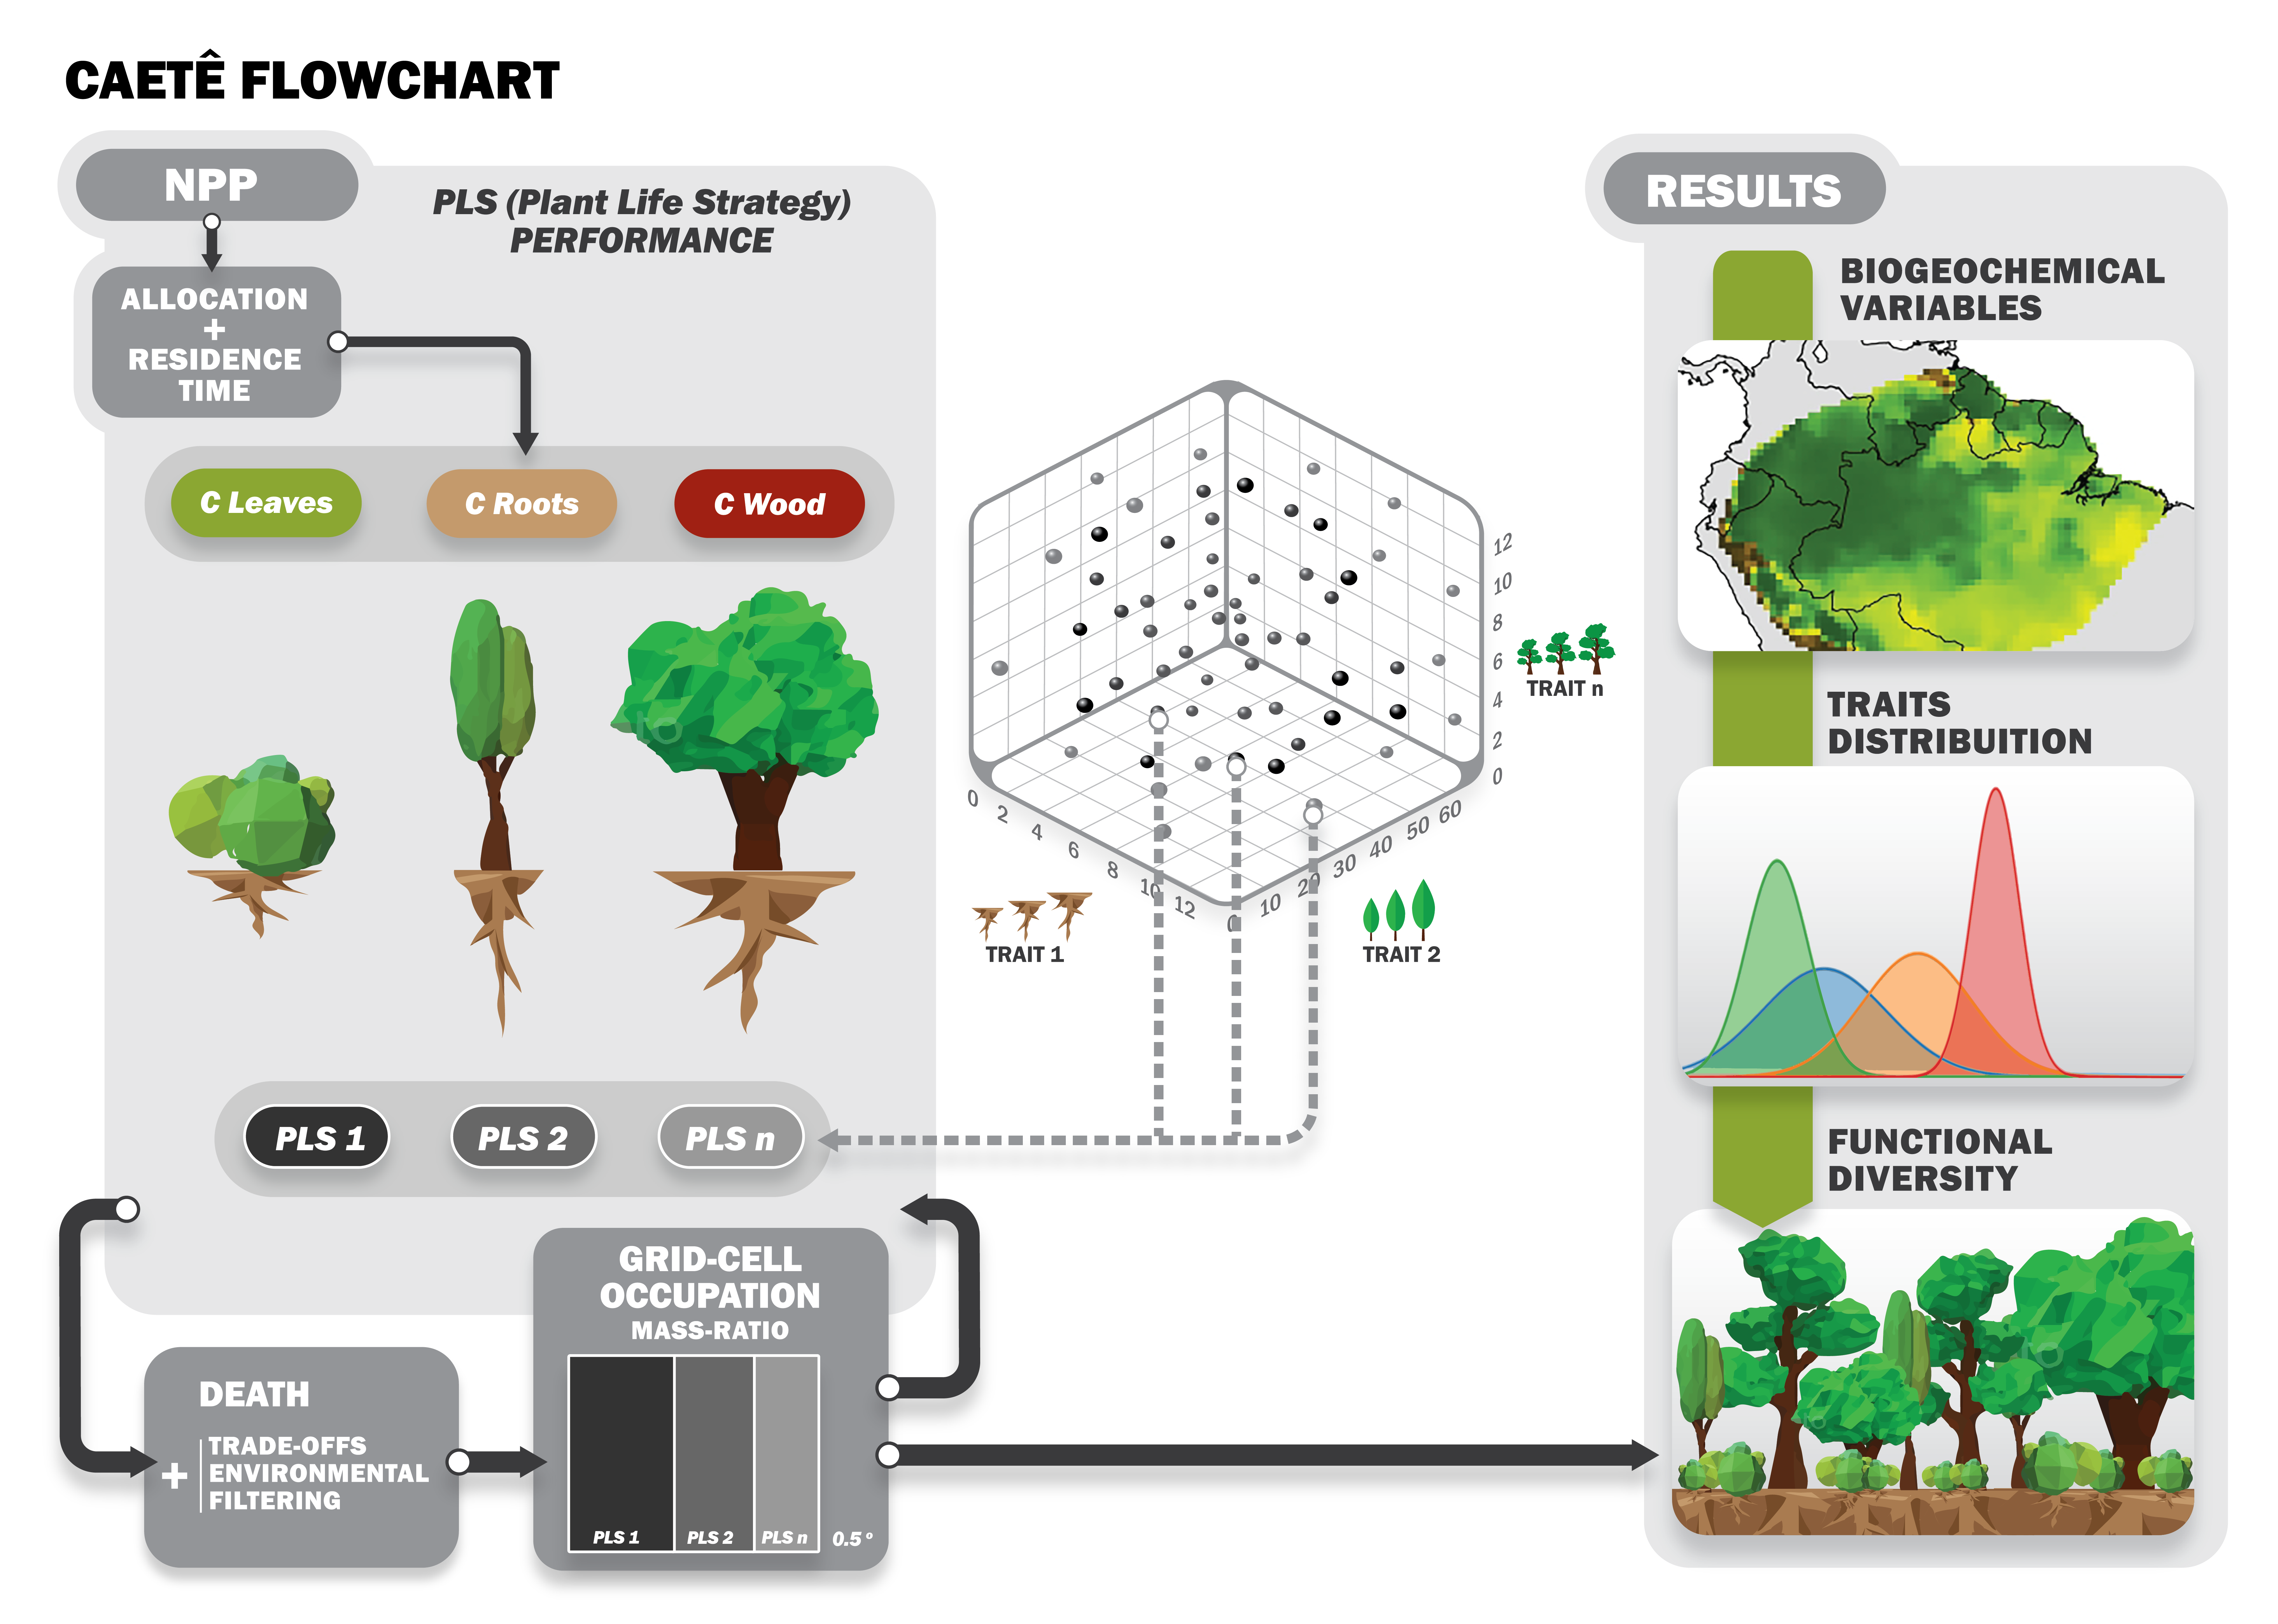 CAETÊ FLOWCHART
NPP
PLS (Plant Life Strategy)
PERFORMANCE
ALLOCATION
+
RESIDENCE
TIME
C Leaves
C Roots
C Wood
PLS 1
PLS 2
PLS n
DEATH
+
TRADE-OFFS
ENVIRONMENTAL
FILTERING
GRID-CELL
OCCUPATION
MASS-RATIO
PLS 1
PLS 2
PLS n
0.5 º
12
10
8
6
4
2
0
0
2
4
6
8
10
12
0
10
20
30
40
50
60
TRAIT 1
TRAIT 2
TRAIT n
RESULTS
BIOGEOCHEMICAL
VARIABLES
TRAITS
DISTRIBUITION
FUNCTIONAL
DIVERSITY